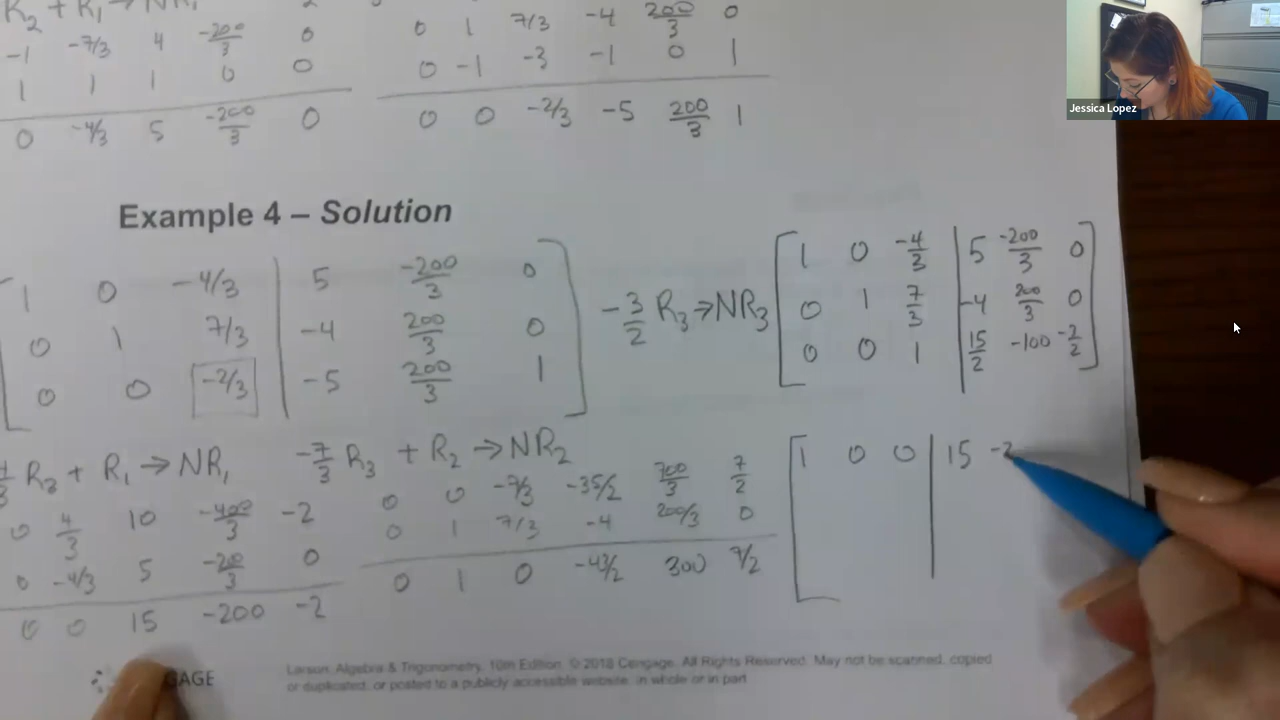 R₂ + R₁ → NR₁
-1 -7/3 4 -200/3 0
1 1 1 0 0
0 -4/3 5 -200/3 0
0 1 7/3 -4 200/3 0
0 -1 -3 -1 0 1
0 0 -2/3 -5 200/3 1
Jessica Lopez
Example 4 – Solution
1 0 -4/3 | 5 -200/3 0
0 1 7/3 | -4 200/3 0
0 0 -2/3 | -5 200/3 1
-3/2 R₃ → NR₃
1 0 -4/3 | 5 -200/3 0
0 1 7/3 | -4 200/3 0
0 0 1 | 15/2 -100 -3/2
R₃ + R₁ → NR₁
0 4/3 10 -400/3 -2
0 -4/3 5 -200/3 0
0 0 15 -200 -2
-7/3 R₃ + R₂ → NR₂
0 0 -7/3 -35/2 700/3 7/2
0 1 7/3 -4 200/3 0
0 1 0 -43/2 300 7/2
1 0 0 | 15 -2
GAGE
Larson, Algebra & Trigonometry, 10th Edition. © 2018 Cengage. All Rights Reserved. May not be scanned, copied
or duplicated, or posted to a publicly accessible website, in whole or in part.